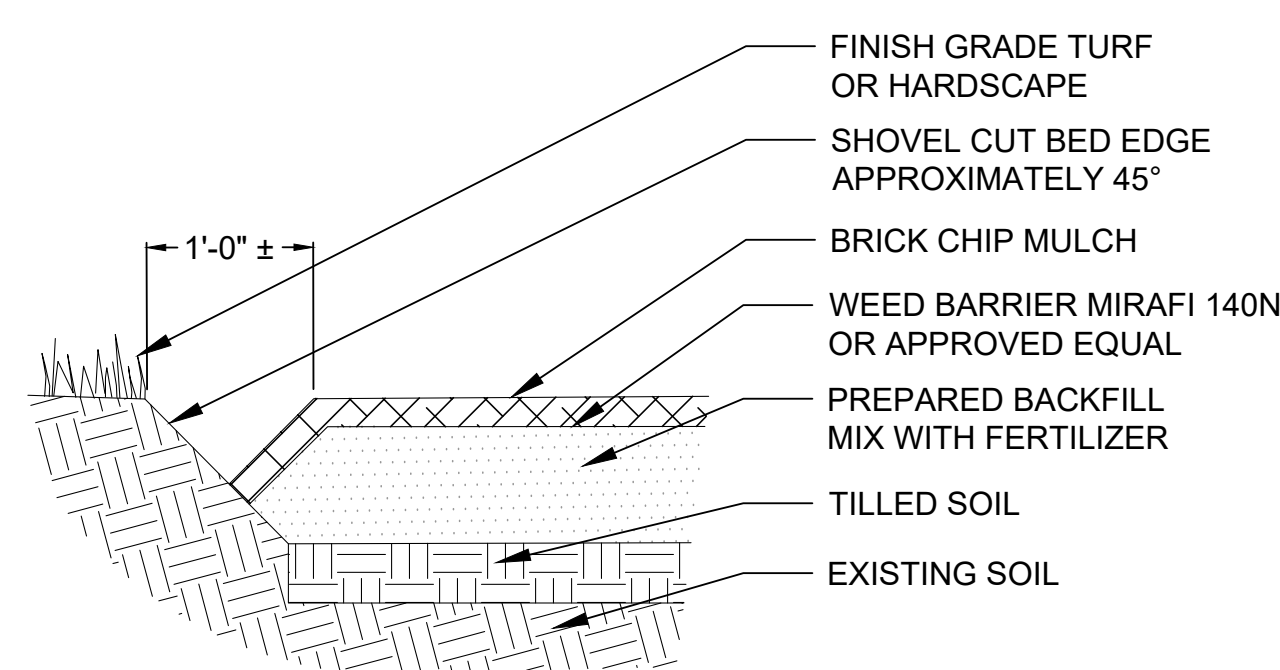 FINISH GRADE TURF
OR HARDSCAPE
SHOVEL CUT BED EDGE
APPROXIMATELY 45°
1'-0" ±
BRICK CHIP MULCH
WEED BARRIER MIRAFI 140N
OR APPROVED EQUAL
PREPARED BACKFILL
MIX WITH FERTILIZER
TILLED SOIL
EXISTING SOIL